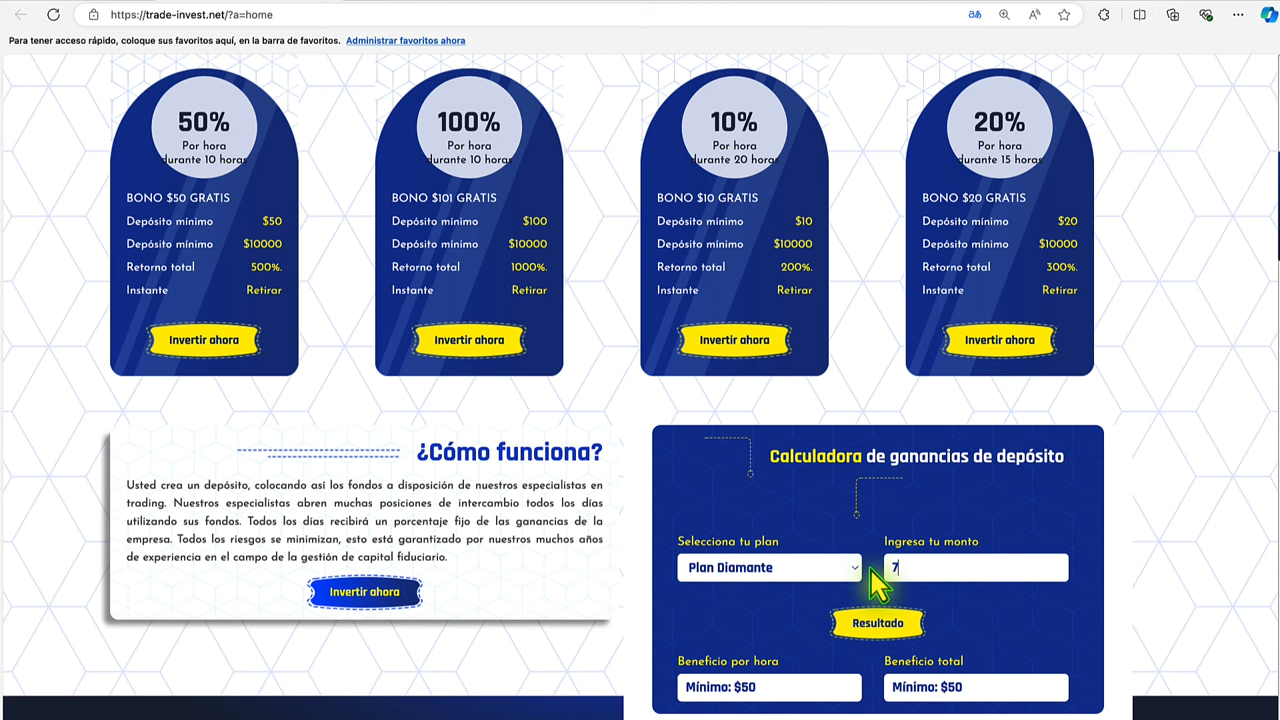 https://trade-invest.net/?a=home
Para tener acceso rápido, coloque sus favoritos aquí, en la barra de favoritos. Administrar favoritos ahora
50%
Por hora
durante 10 horas
BONO $50 GRATIS
Depósito mínimo $50
Depósito mínimo $10000
Retorno total 500%.
Instante Retirar
Invertir ahora
100%
Por hora
durante 10 horas
BONO $101 GRATIS
Depósito mínimo $100
Depósito mínimo $10000
Retorno total 1000%.
Instante Retirar
Invertir ahora
10%
Por hora
durante 20 horas
BONO $10 GRATIS
Depósito mínimo $10
Depósito mínimo $10000
Retorno total 200%.
Instante Retirar
Invertir ahora
20%
Por hora
durante 15 horas
BONO $20 GRATIS
Depósito mínimo $20
Depósito mínimo $10000
Retorno total 300%.
Instante Retirar
Invertir ahora
¿Cómo funciona?
Usted crea un depósito, colocando así los fondos a disposición de nuestros especialistas en
trading. Nuestros especialistas abren muchas posiciones de intercambio todos los días
utilizando sus fondos. Todos los días recibirá un porcentaje fijo de las ganancias de la
empresa. Todos los riesgos se minimizan, esto está garantizado por nuestros muchos años
de experiencia en el campo de la gestión de capital fiduciario.
Invertir ahora
Calculadora de ganancias de depósito
Selecciona tu plan Ingresa tu monto
Plan Diamante 7
Resultado
Beneficio por hora Beneficio total
Mínimo: $50 Mínimo: $50